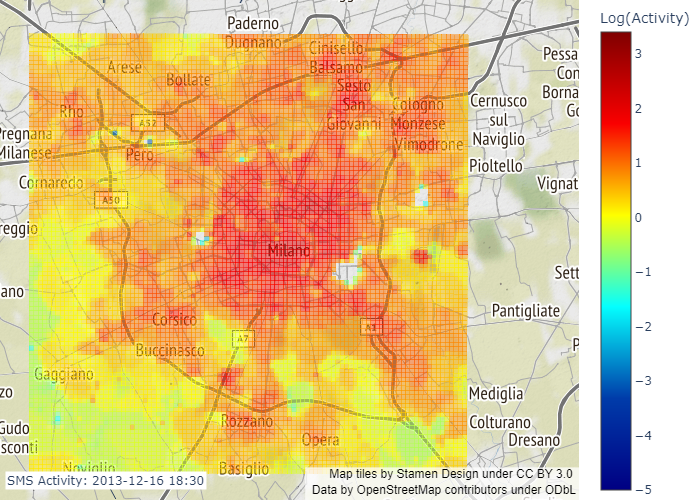 Paderno
Dugnano
Cinisello
Balsamo
Arese
Bollate
Sesto
San
Giovanni
Pessa
Con
Borna
Go
Rho
A52
Cologno
Monzese
Cernusco
sul
Naviglio
Pregnana
Milanese
Pero
Vimodrone
Pioltello
Cornaredo
Vignat
A50
reggio
Milano
Sett
ano
Corsico
Pantigliate
A7
A1
Buccinasco
Gaggiano
zo
Mediglia
Rozzano
Colturano
Gudo
sconti
Opera
Dresano
Noviglio
Basiglio
SMS Activity: 2013-12-16 18:30
Map tiles by Stamen Design under CC BY 3.0
Data by OpenStreetMap contributors under ODbL
Log(Activity)
3
2
1
0
−1
−2
−3
−4
−5